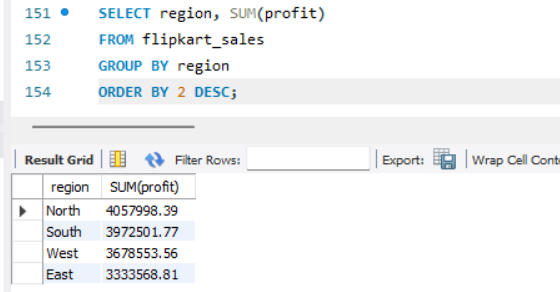 151 SELECT region, SUM(profit)
152 FROM flipkart_sales
153 GROUP BY region
154 ORDER BY 2 DESC;
Result Grid Filter Rows: Export: Wrap Cell Conte
region SUM(profit)
North 4057998.39
South 3972501.77
West 3678553.56
East 3333568.81